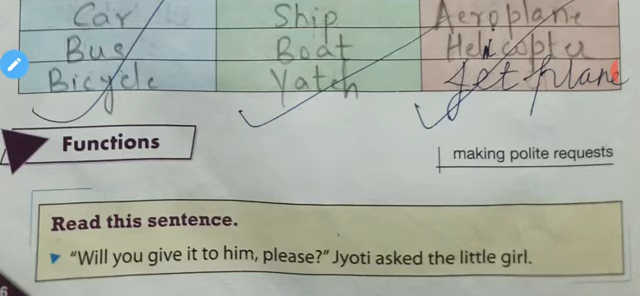 Car Ship Aeroplane
Bus Boat Helicopter
Bicycle Yatch Jet plane
Functions
making polite requests
Read this sentence.
"Will you give it to him, please?" Jyoti asked the little girl.
6